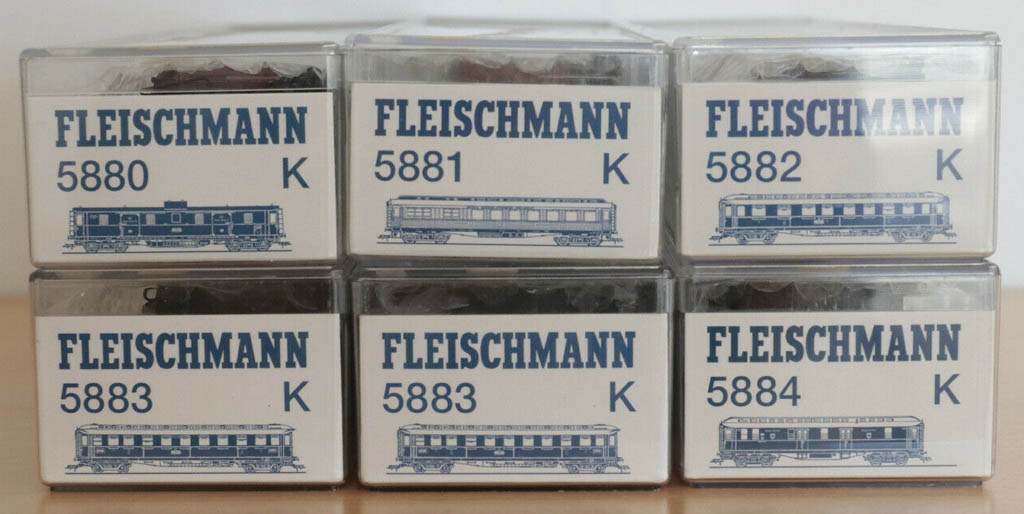 FLEISCHMANN
5880 K
FLEISCHMANN
5881 K
FLEISCHMANN
5882 K
FLEISCHMANN
5883 K
FLEISCHMANN
5883 K
FLEISCHMANN
5884 K